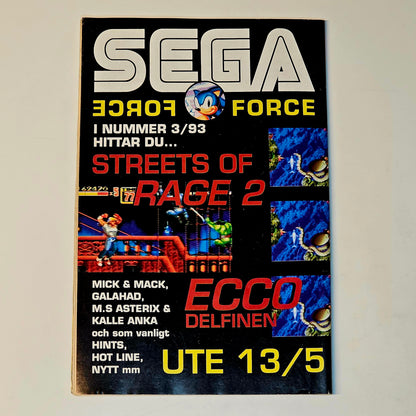 SEGA
FORCE FORCE
I NUMMER 3/93
HITTAR DU...
STREETS OF
RAGE 2
MICK & MACK,
GALAHAD,
M.S ASTERIX &
KALLE ANKA
och som vanligt
HINTS,
HOT LINE,
NYTT mm
ECCO
DELFINEN
UTE 13/5